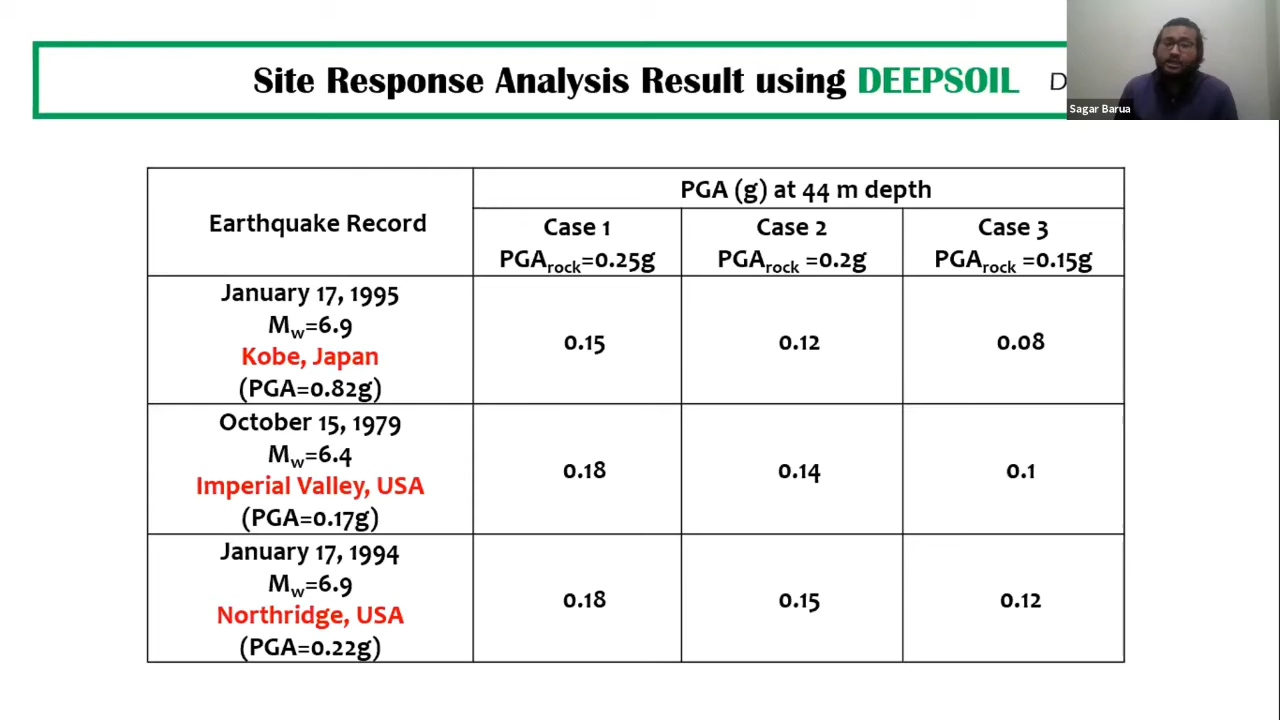 Site Response Analysis Result using DEEPSOIL D
Sagar Barua
Earthquake Record
PGA (g) at 44 m depth
Case 1
PGArock=0.25g
Case 2
PGArock =0.2g
Case 3
PGArock =0.15g
January 17, 1995
Mw=6.9
Kobe, Japan
(PGA=0.82g)
0.15
0.12
0.08
October 15, 1979
Mw=6.4
Imperial Valley, USA
(PGA=0.17g)
0.18
0.14
0.1
January 17, 1994
Mw=6.9
Northridge, USA
(PGA=0.22g)
0.18
0.15
0.12